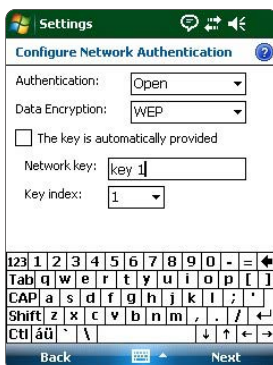 Settings
Configure Network Authentication
Authentication: Open
Data Encryption: WEP
The key is automatically provided
Network key: key 1
Key index: 1
123 1 2 3 4 5 6 7 8 9 0 - =
Tab q w e r t y u i o p [ ]
CAP a s d f g h j k l ; '
Shift z x c v b n m , . /
Ctl áü ` \
Back Next